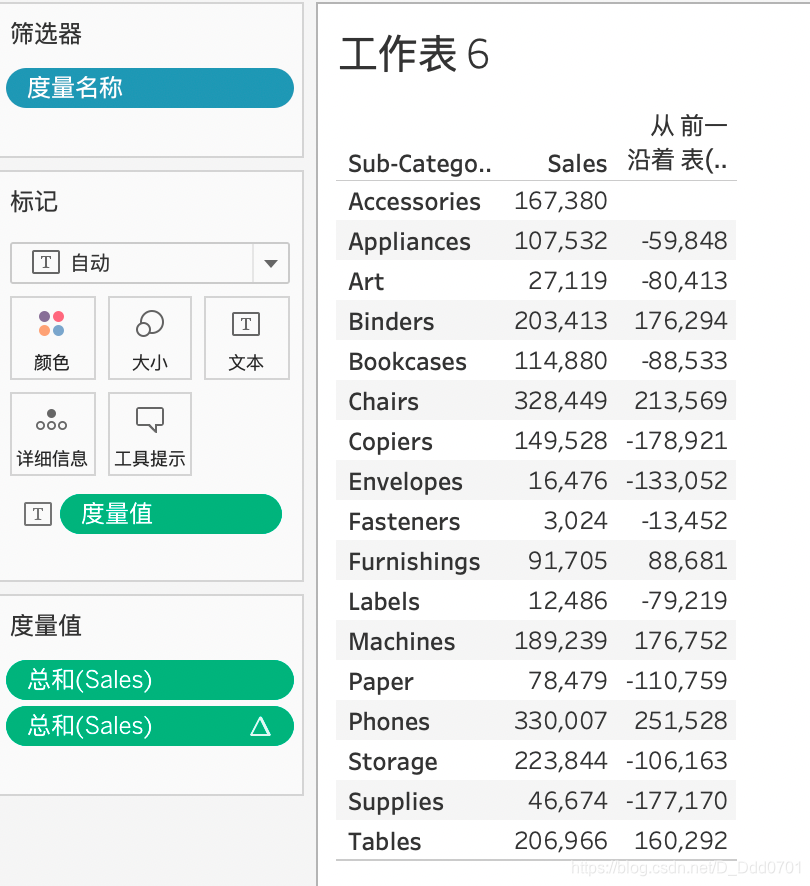 筛选器
度量名称
标记
T 自动
颜色 大小 T 文本
详细信息 工具提示
T 度量值
度量值
总和(Sales)
总和(Sales) Δ
工作表 6
从 前一
Sub-Catego.. Sales 沿着 表(..
Accessories 167,380
Appliances 107,532 -59,848
Art 27,119 -80,413
Binders 203,413 176,294
Bookcases 114,880 -88,533
Chairs 328,449 213,569
Copiers 149,528 -178,921
Envelopes 16,476 -133,052
Fasteners 3,024 -13,452
Furnishings 91,705 88,681
Labels 12,486 -79,219
Machines 189,239 176,752
Paper 78,479 -110,759
Phones 330,007 251,528
Storage 223,844 -106,163
Supplies 46,674 -177,170
Tables 206,966 160,292
https://blog.csdn.net/D_Ddd0701